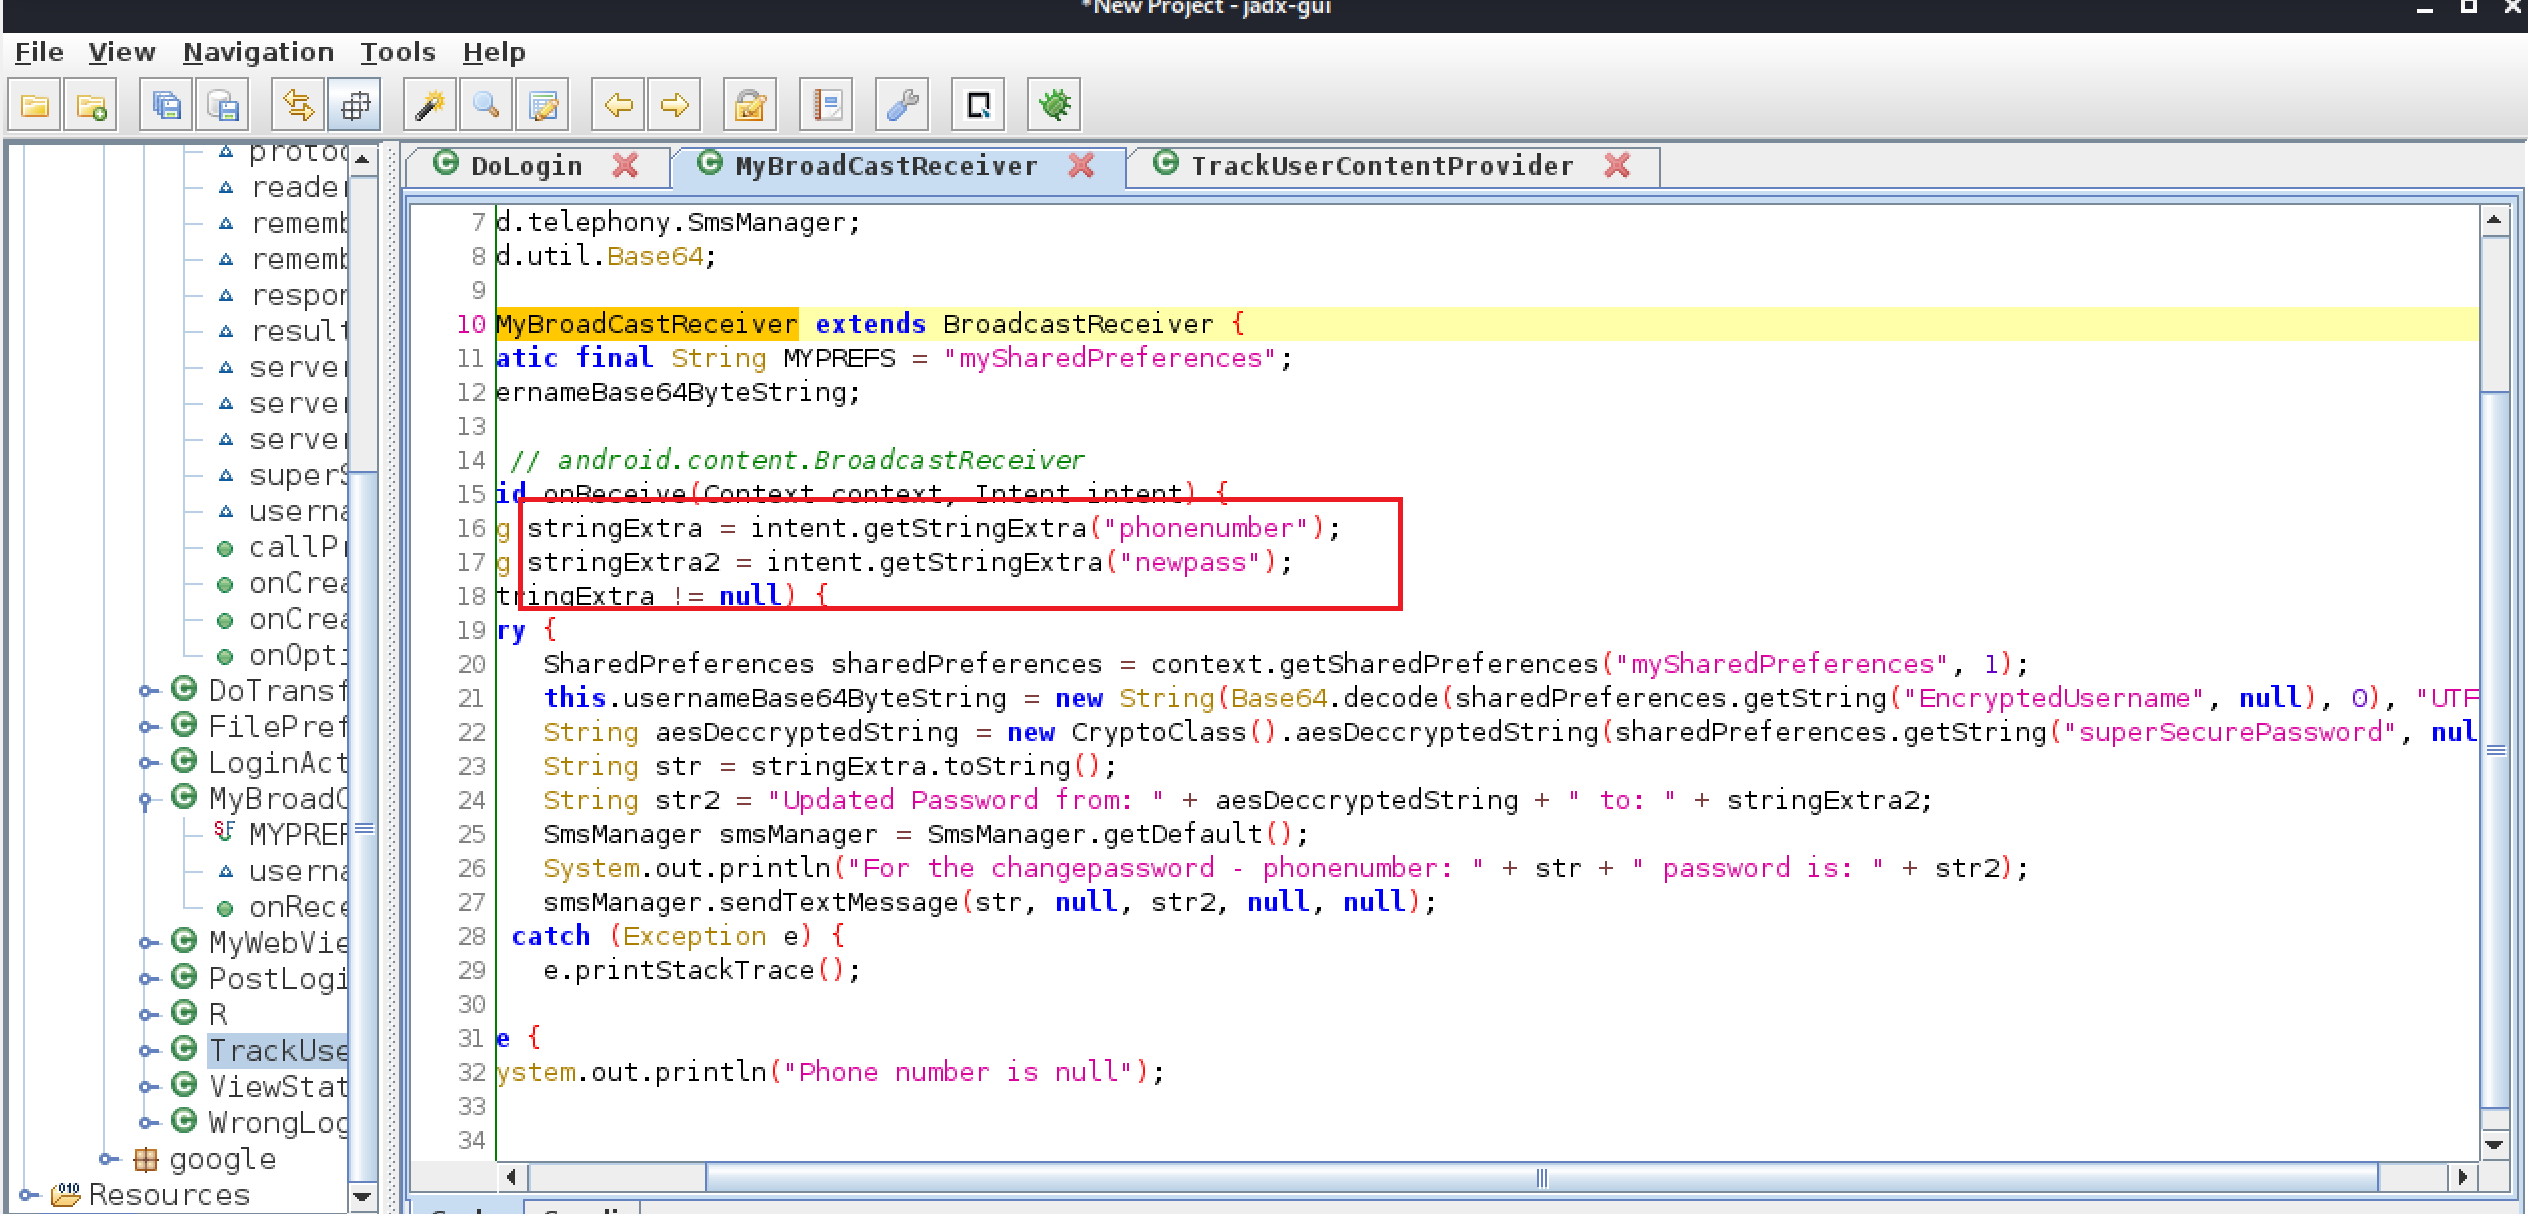 *New Project - jadx-gui
File View Navigation Tools Help
DoLogin MyBroadCastReceiver TrackUserContentProvider
protoc
reader
rememb
rememb
respon
result
server
server
server
superS
userna
callPr
onCrea
onCrea
onOpti
DoTransf
FilePref
LoginAct
MyBroadC
MYPREF
userna
onRece
MyWebVie
PostLogi
R
TrackUse
ViewStat
WrongLog
google
Resources
7 d.telephony.SmsManager;
8 d.util.Base64;
9
10 MyBroadCastReceiver extends BroadcastReceiver {
11 atic final String MYPREFS = "mySharedPreferences";
12 ernameBase64ByteString;
13
14 // android.content.BroadcastReceiver
15 id onReceive(Context context, Intent intent) {
16 g stringExtra = intent.getStringExtra("phonenumber");
17 g stringExtra2 = intent.getStringExtra("newpass");
18 tringExtra != null) {
19 ry {
20 SharedPreferences sharedPreferences = context.getSharedPreferences("mySharedPreferences", 1);
21 this.usernameBase64ByteString = new String(Base64.decode(sharedPreferences.getString("EncryptedUsername", null), 0), "UTF
22 String aesDeccryptedString = new CryptoClass().aesDeccryptedString(sharedPreferences.getString("superSecurePassword", nul
23 String str = stringExtra.toString();
24 String str2 = "Updated Password from: " + aesDeccryptedString + " to: " + stringExtra2;
25 SmsManager smsManager = SmsManager.getDefault();
26 System.out.println("For the changepassword - phonenumber: " + str + " password is: " + str2);
27 smsManager.sendTextMessage(str, null, str2, null, null);
28 catch (Exception e) {
29 e.printStackTrace();
30
31 e {
32 ystem.out.println("Phone number is null");
33
34